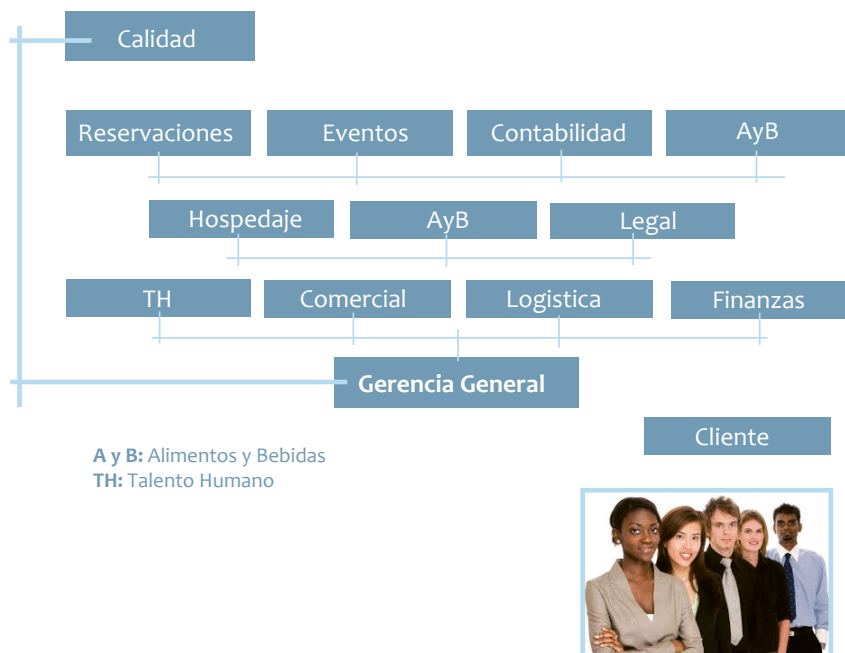 Calidad
Reservaciones Eventos Contabilidad AyB
Hospedaje AyB Legal
TH Comercial Logistica Finanzas
Gerencia General
Cliente
A y B: Alimentos y Bebidas
TH: Talento Humano